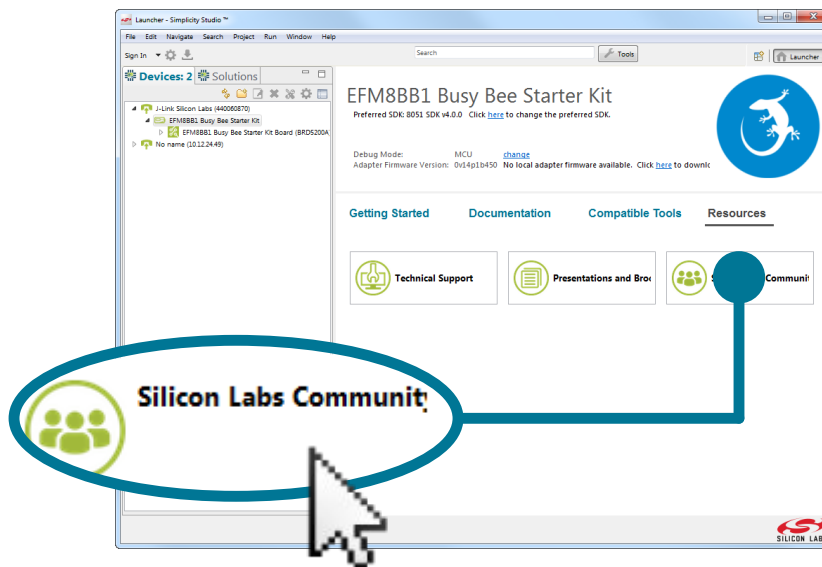 Launcher - Simplicity Studio ™
File Edit Navigate Search Project Run Window Help
Sign In
Search
Tools
Launcher
Devices: 2 Solutions
J-Link Silicon Labs (440060870)
EFM8BB1 Busy Bee Starter Kit
EFM8BB1 Busy Bee Starter Kit Board (BRD5200A)
No name (10.12.24.49)
EFM8BB1 Busy Bee Starter Kit
Preferred SDK: 8051 SDK v4.0.0 Click here to change the preferred SDK.
Debug Mode: MCU change
Adapter Firmware Version: 0v14p1b450 No local adapter firmware available. Click here to downlc
Getting Started Documentation Compatible Tools Resources
Technical Support
Presentations and Broc
Communit
Silicon Labs Community
SILICON LAB